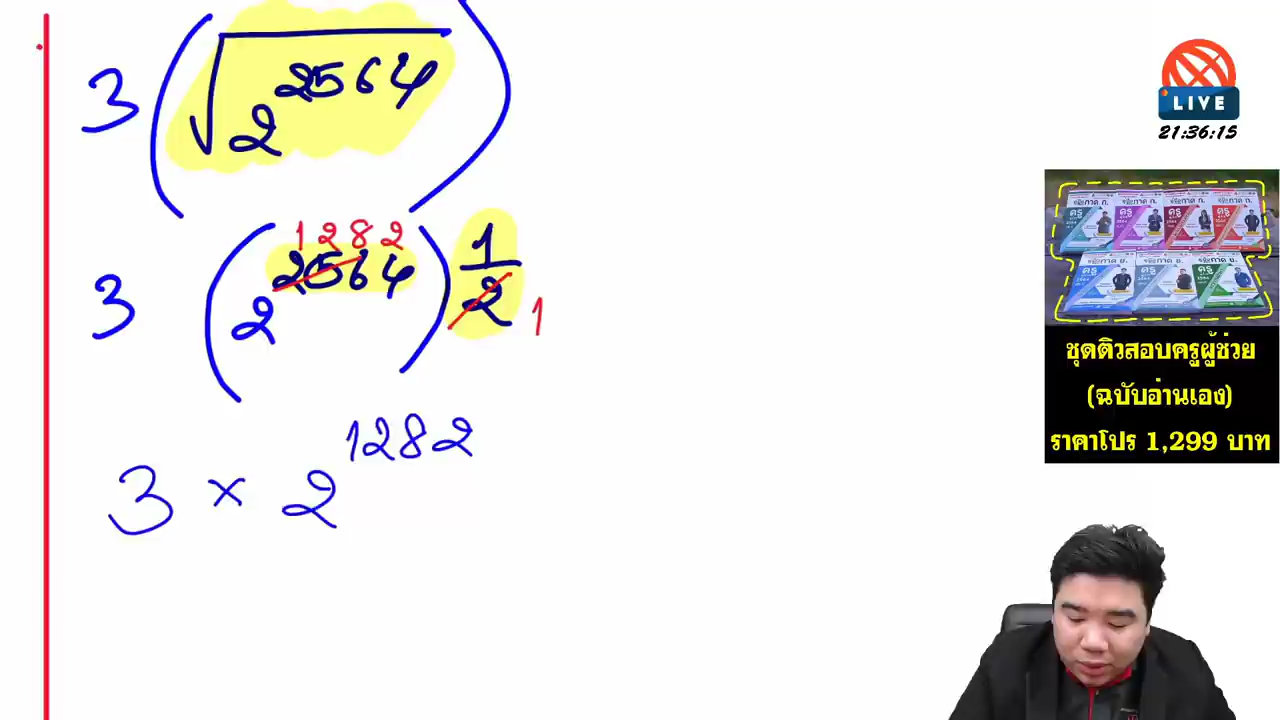 3 (√2^2564)
LIVE
21:36:15
1282
3 (2^2564)^1/2 1
3 × 2^1282
ชุดติวสอบครูผู้ช่วย
(ฉบับอ่านเอง)
ราคาโปร 1,299 บาท